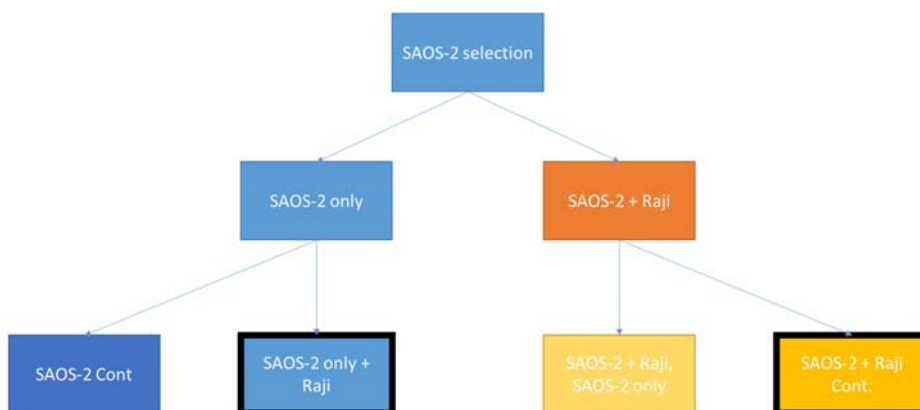 SAOS-2 selection
SAOS-2 only
SAOS-2 + Raji
SAOS-2 Cont
SAOS-2 only +
Raji
SAOS-2 + Raji,
SAOS-2 only
SAOS-2 + Raji
Cont.